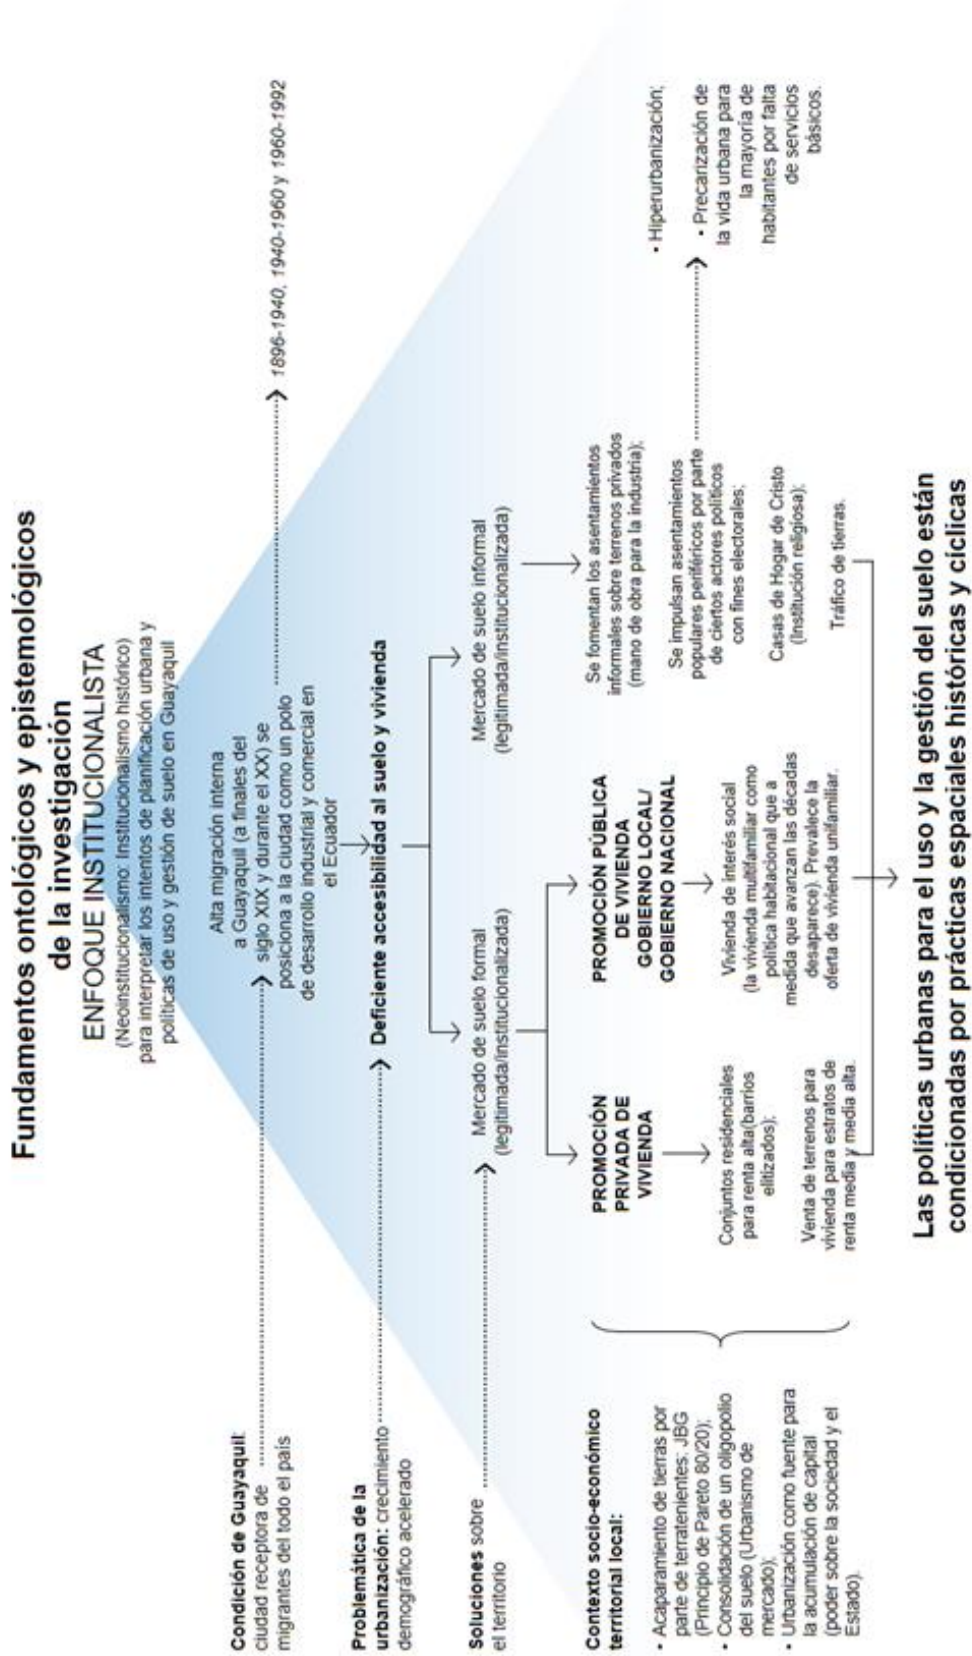 Fundamentos ontológicos y epistemológicos
de la investigación
ENFOQUE INSTITUCIONALISTA
(Neoinstitucionalismo: Institucionalismo histórico)
para interpretar los intentos de planificación urbana y
políticas de uso y gestión de suelo en Guayaquil
Condición de Guayaquil:
ciudad receptora de
migrantes del todo el país
Alta migración interna
a Guayaquil (a finales del
siglo XIX y durante el XX) se
posiciona a la ciudad como un polo
de desarrollo industrial y comercial en
el Ecuador
1896-1940, 1940-1960 y 1960-1992
Problemática de la
urbanización: crecimiento
demográfico acelerado
Deficiente accesibilidad al suelo y vivienda
Soluciones sobre
el territorio
Mercado de suelo formal
(legitimada/institucionalizada)
Mercado de suelo informal
(legitimada/institucionalizada)
Contexto socio-económico
territorial local:
• Acaparamiento de tierras por
parte de terratenientes: JBG
(Principio de Pareto 80/20);
• Consolidación de un oligopolio
del suelo (Urbanismo de
mercado);
• Urbanización como fuente para
la acumulación de capital
(poder sobre la sociedad y el
Estado).
PROMOCIÓN
PRIVADA DE
VIVIENDA
Conjuntos residenciales
para renta alta(barrios
elitizados);
Venta de terrenos para
vivienda para estratos de
renta media y media alta.
PROMOCIÓN PÚBLICA
DE VIVIENDA
GOBIERNO LOCAL/
GOBIERNO NACIONAL
Vivienda de interés social
(la vivienda multifamiliar como
política habitacional que a
medida que avanzan las décadas
desaparece). Prevalece la
oferta de vivienda unifamiliar.
Se fomentan los asentamientos
informales sobre terrenos privados
(mano de obra para la industria);
Se impulsan asentamientos
populares periféricos por parte
de ciertos actores políticos
con fines electorales;
Casas de Hogar de Cristo
(Institución religiosa);
Tráfico de tierras.
• Hiperurbanización;
• Precarización de
la vida urbana para
la mayoría de
habitantes por falta
de servicios
básicos.
Las políticas urbanas para el uso y la gestión del suelo están
condicionadas por prácticas espaciales históricas y cíclicas